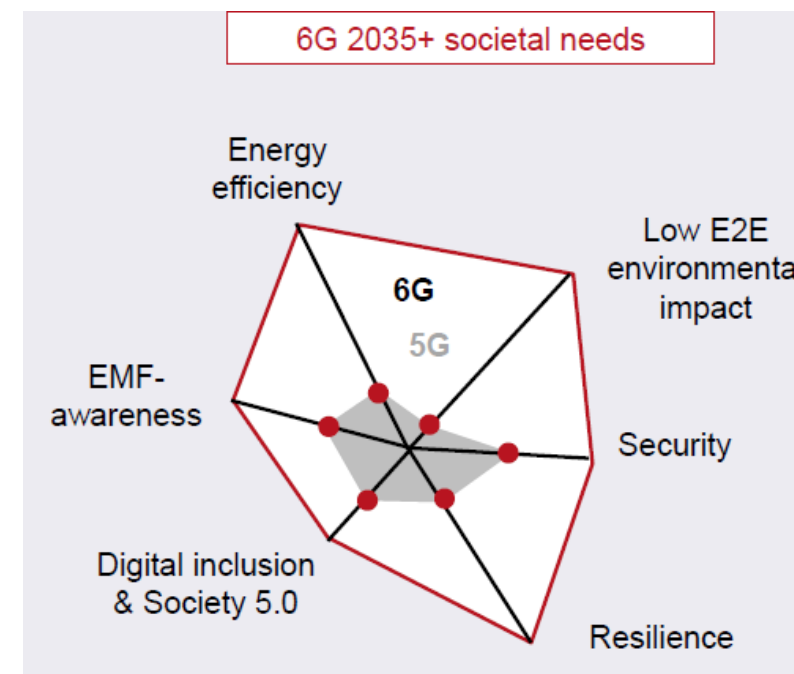 6G 2035+ societal needs
Energy
efficiency
Low E2E
environmenta
impact
6G
5G
EMF-
awareness
Security
Digital inclusion
& Society 5.0
Resilience